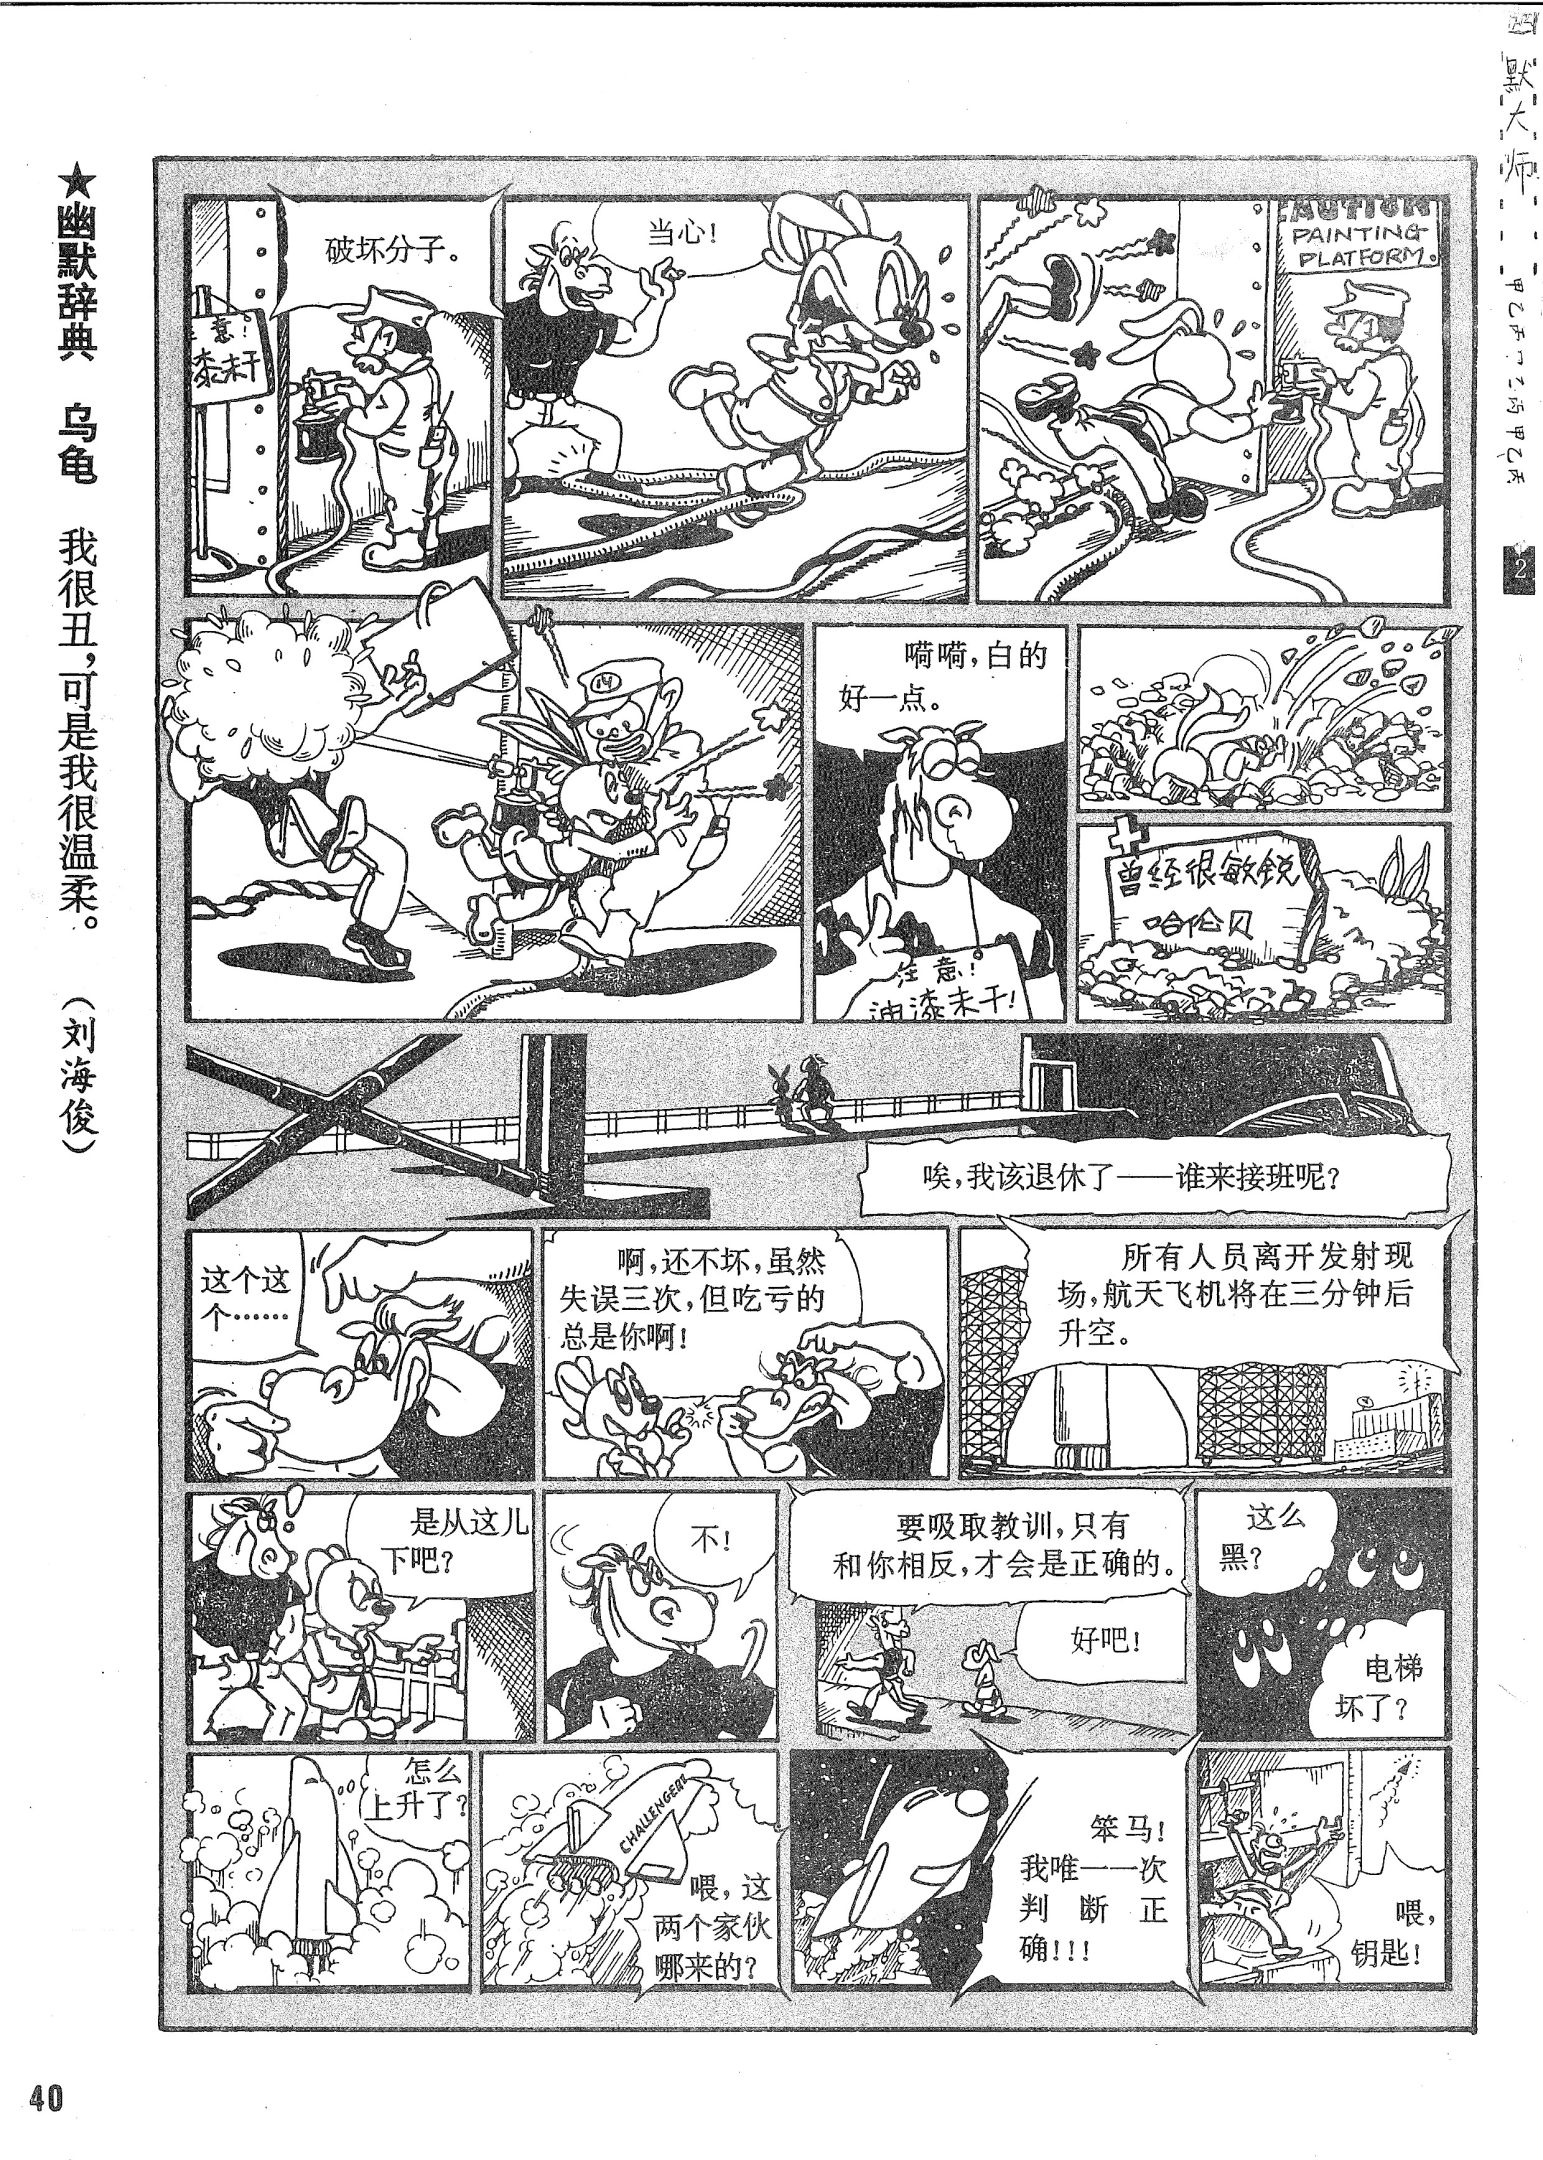 ★幽默辞典 乌龟 我很丑，可是我很温柔。 （刘海俊）
默大师
2
破坏分子。
意！
漆未干
当心！
CAUTION
PAINTING
PLATFORM.
嗬嗬，白的
好一点。
注意！
油漆未干！
曾经很敏锐
哈伦贝
唉，我该退休了——谁来接班呢？
这个这
个……
啊，还不坏，虽然
失误三次，但吃亏的
总是你啊！
所有人员离开发射现
场，航天飞机将在三分钟后
升空。
是从这儿
下吧？
不！
要吸取教训，只有
和你相反，才会是正确的。
好吧！
这么
黑？
电梯
坏了？
怎么
上升了？
CHALLENGER
喂，这
两个家伙
哪来的？
笨马！
我唯一一次
判断正
确！！！
喂，
钥匙！
40